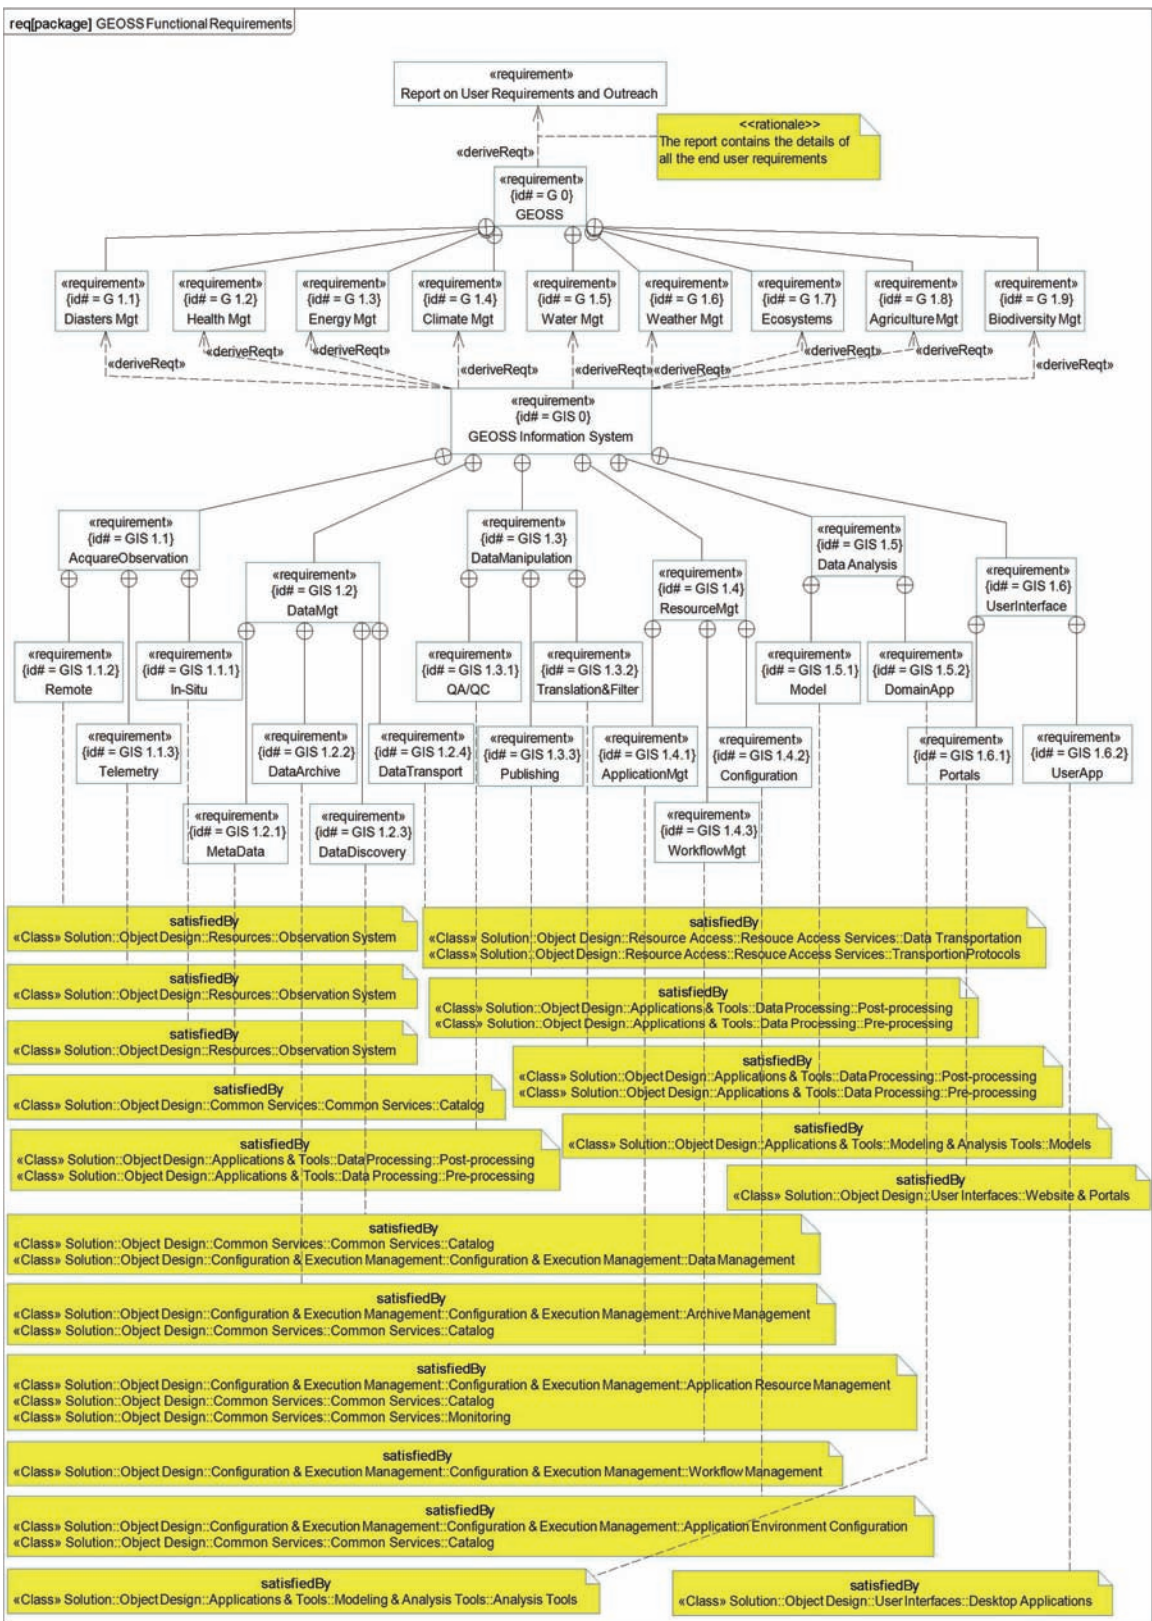 req[package] GEOSS Functional Requirements
«requirement»
Report on User Requirements and Outreach
<<rationale>>
The report contains the details of
all the end user requirements
«deriveReqt»
«requirement»
{id# = G 0}
GEOSS
«requirement»
{id# = G 1.1}
Diasters Mgt
«requirement»
{id# = G 1.2}
Health Mgt
«requirement»
{id# = G 1.3}
Energy Mgt
«requirement»
{id# = G 1.4}
Climate Mgt
«requirement»
{id# = G 1.5}
Water Mgt
«requirement»
{id# = G 1.6}
Weather Mgt
«requirement»
{id# = G 1.7}
Ecosystems
«requirement»
{id# = G 1.8}
Agriculture Mgt
«requirement»
{id# = G 1.9}
Biodiversity Mgt
«deriveReqt»
«deriveReqt»
«deriveReqt»
«deriveReqt»
«deriveReqt»
«deriveReqt»
«deriveReqt»
«deriveReqt»
«deriveReqt»
«requirement»
{id# = GIS 0}
GEOSS Information System
«requirement»
{id# = GIS 1.1}
AcquareObservation
«requirement»
{id# = GIS 1.2}
DataMgt
«requirement»
{id# = GIS 1.3}
DataManipulation
«requirement»
{id# = GIS 1.4}
ResourceMgt
«requirement»
{id# = GIS 1.5}
Data Analysis
«requirement»
{id# = GIS 1.6}
UserInterface
«requirement»
{id# = GIS 1.1.2}
Remote
«requirement»
{id# = GIS 1.1.1}
In-Situ
«requirement»
{id# = GIS 1.3.1}
QA/QC
«requirement»
{id# = GIS 1.3.2}
Translation&Filter
«requirement»
{id# = GIS 1.5.1}
Model
«requirement»
{id# = GIS 1.5.2}
DomainApp
«requirement»
{id# = GIS 1.1.3}
Telemetry
«requirement»
{id# = GIS 1.2.2}
DataArchive
«requirement»
{id# = GIS 1.2.4}
DataTransport
«requirement»
{id# = GIS 1.3.3}
Publishing
«requirement»
{id# = GIS 1.4.1}
ApplicationMgt
«requirement»
{id# = GIS 1.4.2}
Configuration
«requirement»
{id# = GIS 1.6.1}
Portals
«requirement»
{id# = GIS 1.6.2}
UserApp
«requirement»
{id# = GIS 1.2.1}
MetaData
«requirement»
{id# = GIS 1.2.3}
DataDiscovery
«requirement»
{id# = GIS 1.4.3}
WorkflowMgt
satisfiedBy
«Class» Solution::Object Design::Resources::Observation System
satisfiedBy
«Class» Solution::Object Design::Resource Access::Resouce Access Services::Data Transportation
«Class» Solution::Object Design::Resource Access::Resouce Access Services::TransportionProtocols
satisfiedBy
«Class» Solution::Object Design::Resources::Observation System
satisfiedBy
«Class» Solution::Object Design::Applications & Tools::Data Processing::Post-processing
«Class» Solution::Object Design::Applications & Tools::Data Processing::Pre-processing
satisfiedBy
«Class» Solution::Object Design::Resources::Observation System
satisfiedBy
«Class» Solution::Object Design::Applications & Tools::Data Processing::Post-processing
«Class» Solution::Object Design::Applications & Tools::Data Processing::Pre-processing
satisfiedBy
«Class» Solution::Object Design::Common Services::Common Services::Catalog
satisfiedBy
«Class» Solution::Object Design::Applications & Tools::Modeling & Analysis Tools::Models
satisfiedBy
«Class» Solution::Object Design::Applications & Tools::Data Processing::Post-processing
«Class» Solution::Object Design::Applications & Tools::Data Processing::Pre-processing
satisfiedBy
«Class» Solution::Object Design::User Interfaces::Website & Portals
satisfiedBy
«Class» Solution::Object Design::Common Services::Common Services::Catalog
«Class» Solution::Object Design::Configuration & Execution Management::Configuration & Execution Management::Data Management
satisfiedBy
«Class» Solution::Object Design::Configuration & Execution Management::Configuration & Execution Management::Archive Management
«Class» Solution::Object Design::Common Services::Common Services::Catalog
satisfiedBy
«Class» Solution::Object Design::Configuration & Execution Management::Configuration & Execution Management::Application Resource Management
«Class» Solution::Object Design::Common Services::Common Services::Catalog
«Class» Solution::Object Design::Common Services::Common Services::Monitoring
satisfiedBy
«Class» Solution::Object Design::Configuration & Execution Management::Configuration & Execution Management::Workflow Management
satisfiedBy
«Class» Solution::Object Design::Configuration & Execution Management::Configuration & Execution Management::Application Environment Configuration
«Class» Solution::Object Design::Common Services::Common Services::Catalog
satisfiedBy
«Class» Solution::Object Design::Applications & Tools::Modeling & Analysis Tools::Analysis Tools
satisfiedBy
«Class» Solution::Object Design::User Interfaces::Desktop Applications